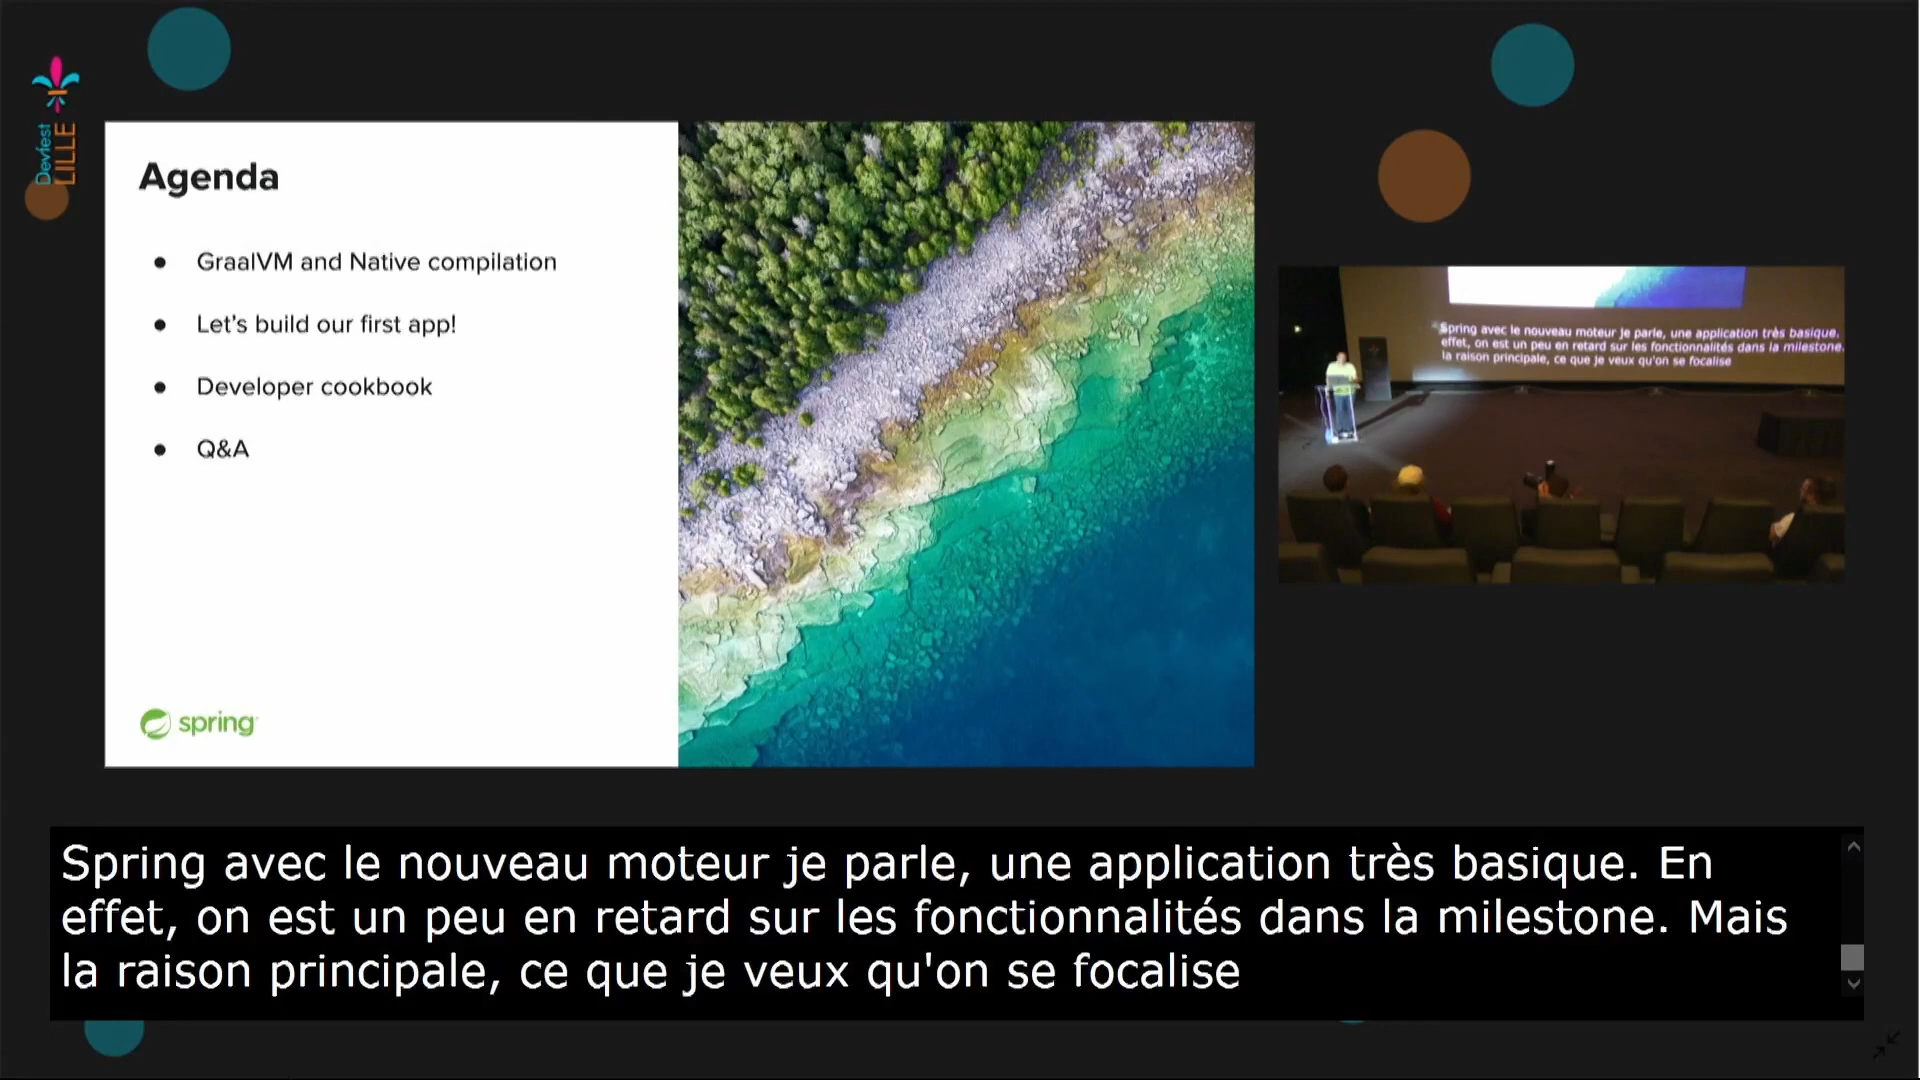 Devfest
LILLE
Agenda
● GraalVM and Native compilation
● Let's build our first app!
● Developer cookbook
● Q&A
spring
Spring avec le nouveau moteur je parle, une application très basique.
effet, on est un peu en retard sur les fonctionnalités dans la milestone.
la raison principale, ce que je veux qu'on se focalise
Spring avec le nouveau moteur je parle, une application très basique. En
effet, on est un peu en retard sur les fonctionnalités dans la milestone. Mais
la raison principale, ce que je veux qu'on se focalise